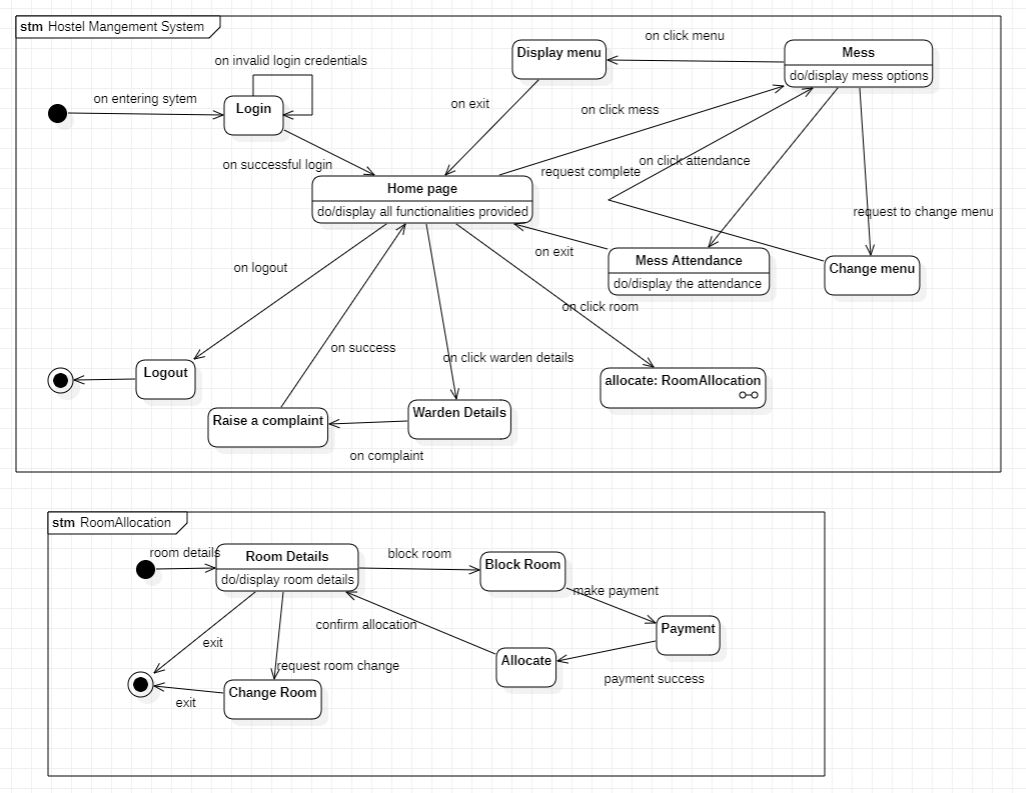 stm Hostel Mangement System
on click menu
Display menu
Mess
do/display mess options
on invalid login credentials
on entering sytem
Login
on exit
on click mess
on successful login
on click attendance
request complete
Home page
do/display all functionalities provided
request to change menu
on exit
Mess Attendance
do/display the attendance
Change menu
on logout
on click room
on success
on click warden details
Logout
allocate: RoomAllocation
Raise a complaint
Warden Details
on complaint
stm RoomAllocation
room details
Room Details
do/display room details
block room
Block Room
make payment
confirm allocation
Payment
exit
request room change
Allocate
payment success
Change Room
exit